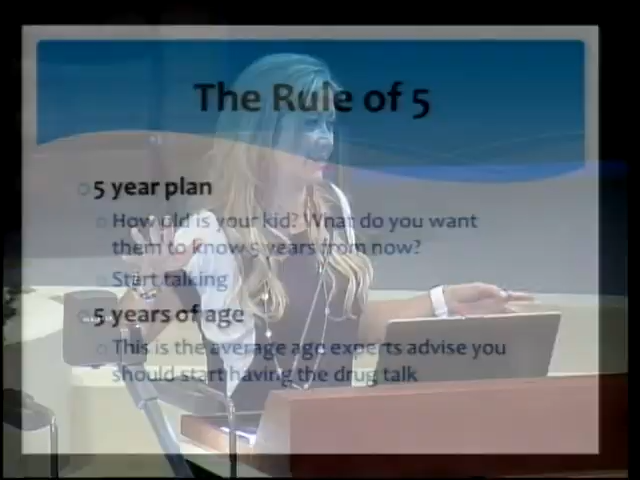 The Rule of 5
5 year plan
How old is your kid? What do you want
them to know 5 years from now?
Start talking
5 years of age
This is the average age experts advise you
should start having the drug talk